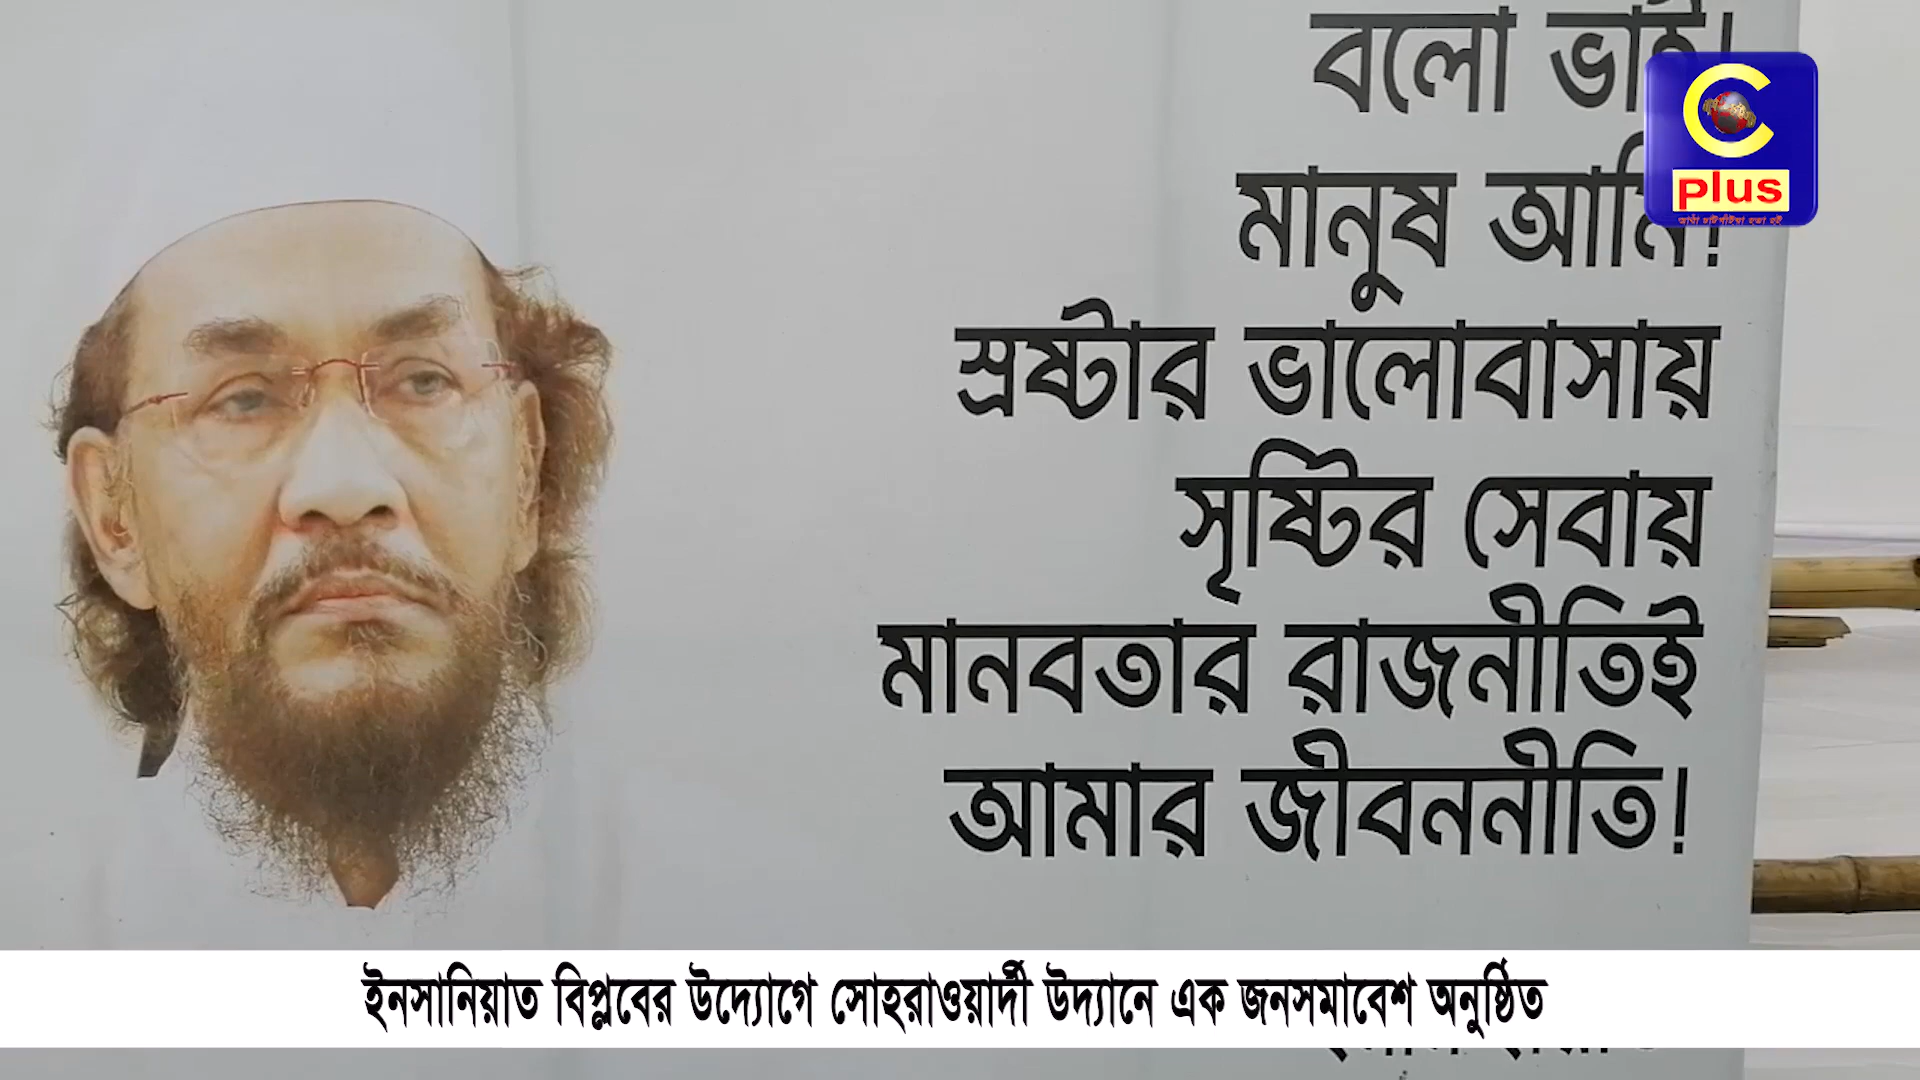 বলো ভাই!
মানুষ আমি!
স্রষ্টার ভালোবাসায়
সৃষ্টির সেবায়
মানবতার রাজনীতিই
আমার জীবননীতি!
C
plus
ইনসানিয়াত বিপ্লবের উদ্যোগে সোহরাওয়ার্দী উদ্যানে এক জনসমাবেশ অনুষ্ঠিত